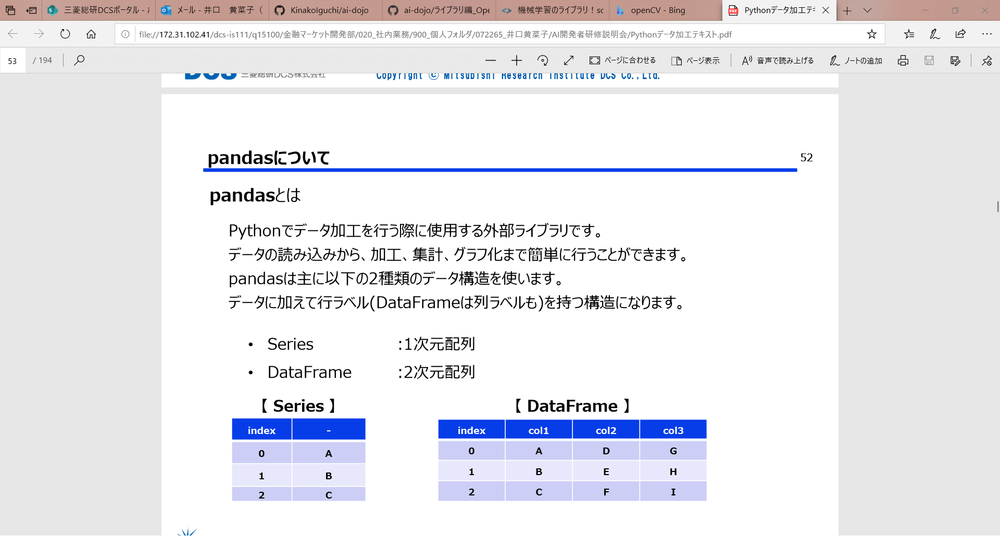 三菱総研DCSポータル -
メール - 井口　黄菜子（
KinakoIguchi/ai-dojo
ai-dojo/ライブラリ編_Ope
機械学習のライブラリ！sc
openCV - Bing
Pythonデータ加工テキ
file://172.31.102.41/dcs-is111/q15100/金融マーケット開発部/020_社内業務/900_個人フォルダ/072265_井口黄菜子/AI開発者研修説明会/Pythonデータ加工テキスト.pdf
53 / 194
ページに合わせる
ページ表示
音声で読み上げる
ノートの追加
DCS 三菱総研DCS株式会社
Copyright © Mitsubishi Research Institute DCS Co.,Ltd.
pandasについて
52
pandasとは
Pythonでデータ加工を行う際に使用する外部ライブラリです。
データの読み込みから、加工、集計、グラフ化まで簡単に行うことができます。
pandasは主に以下の2種類のデータ構造を使います。
データに加えて行ラベル(DataFrameは列ラベルも)を持つ構造になります。
• Series :1次元配列
• DataFrame :2次元配列
【 Series 】
index -
0 A
1 B
2 C
【 DataFrame 】
index col1 col2 col3
0 A D G
1 B E H
2 C F I